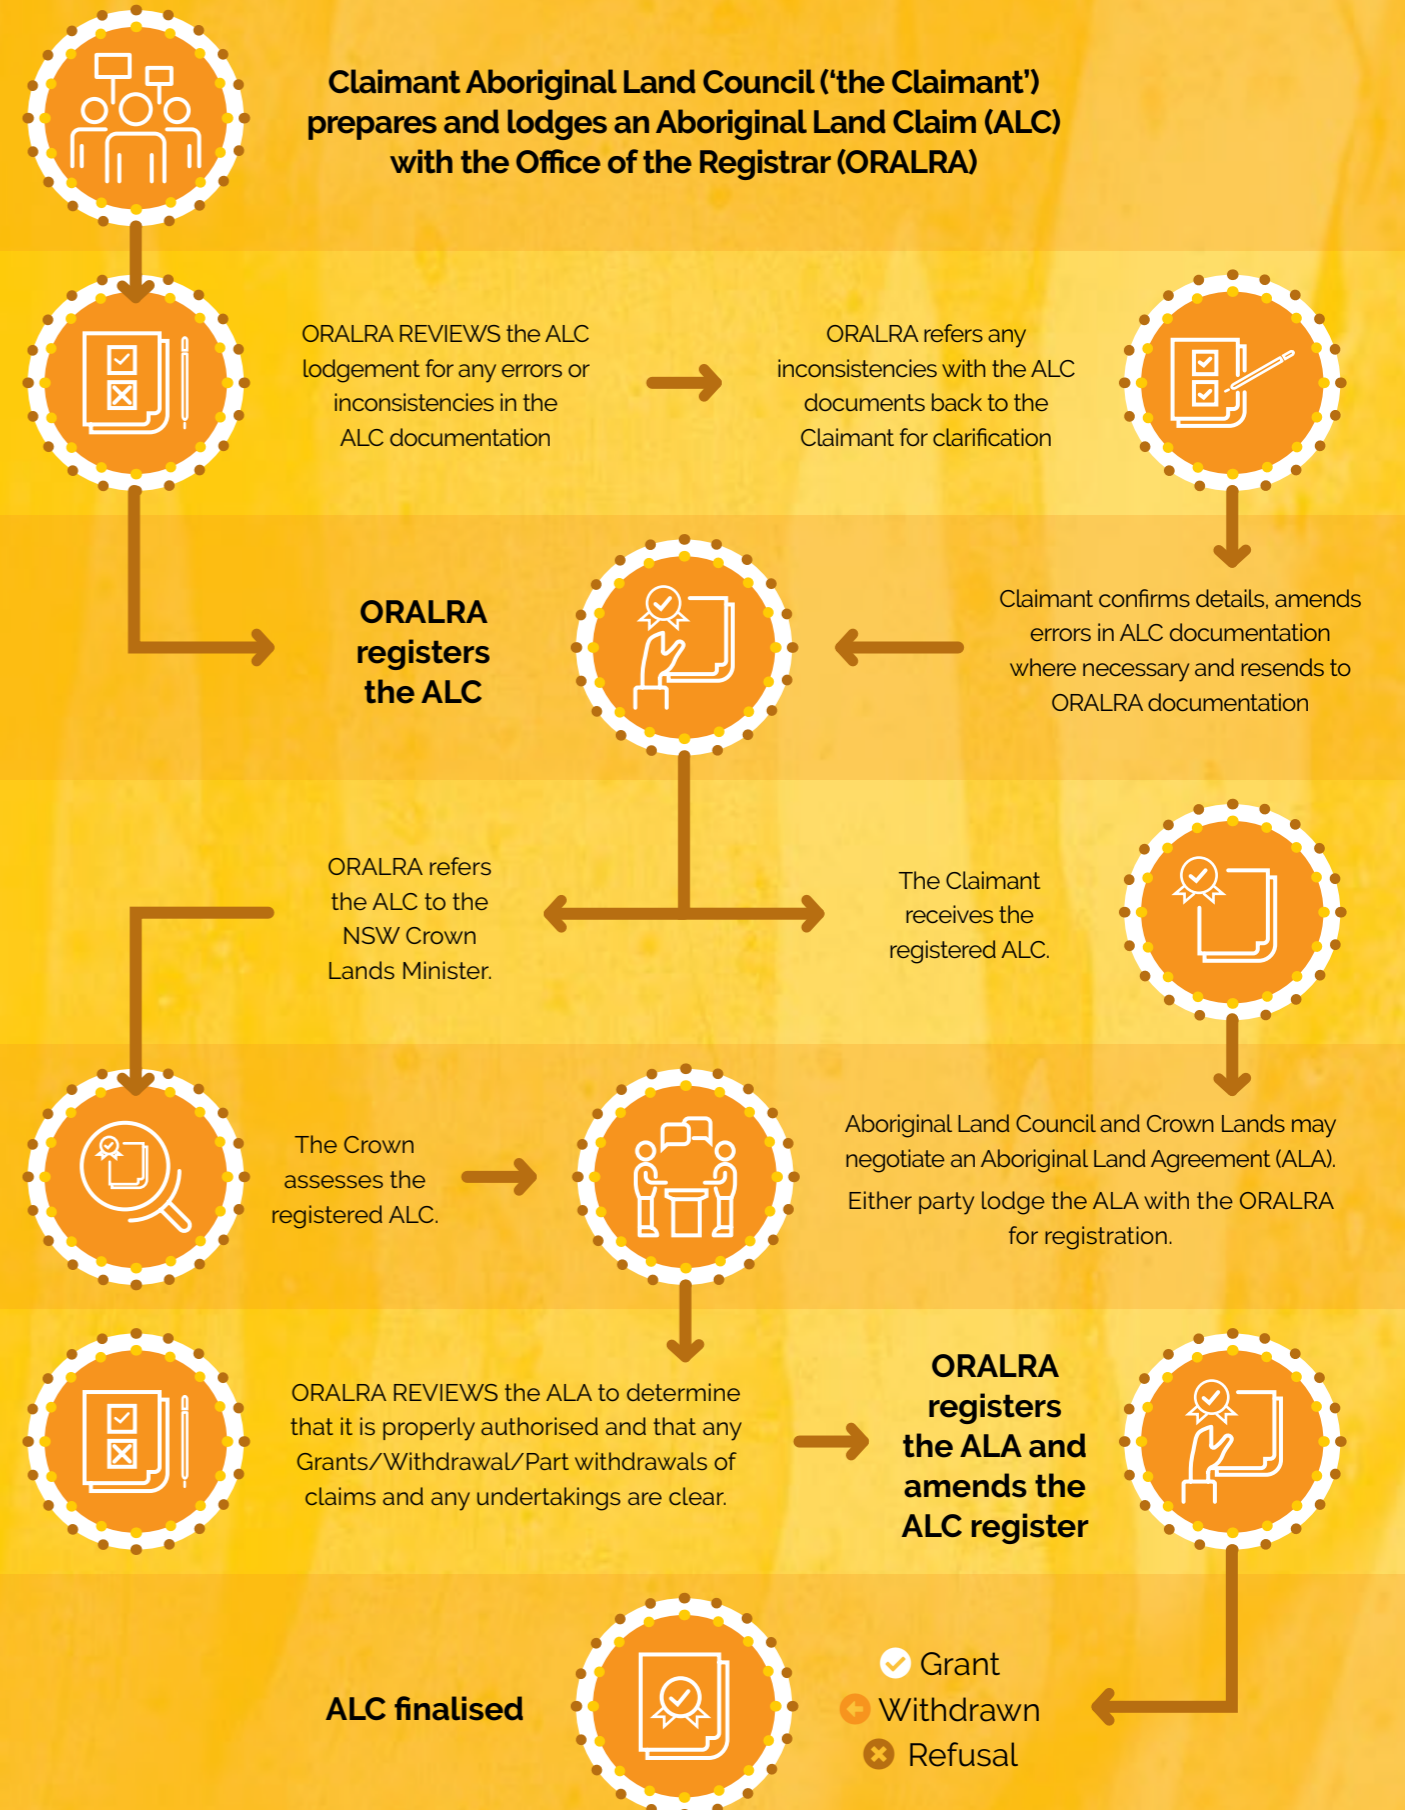 Claimant Aboriginal Land Council (‘the Claimant’)
prepares and lodges an Aboriginal Land Claim (ALC)
with the Office of the Registrar (ORALRA)
ORALRA REVIEWS the ALC
lodgement for any errors or
inconsistencies in the
ALC documentation
ORALRA refers any
inconsistencies with the ALC
documents back to the
Claimant for clarification
ORALRA
registers
the ALC
Claimant confirms details, amends
errors in ALC documentation
where necessary and resends to
ORALRA documentation
ORALRA refers
the ALC to the
NSW Crown
Lands Minister.
The Claimant
receives the
registered ALC.
The Crown
assesses the
registered ALC.
Aboriginal Land Council and Crown Lands may
negotiate an Aboriginal Land Agreement (ALA).
Either party lodge the ALA with the ORALRA
for registration.
ORALRA REVIEWS the ALA to determine
that it is properly authorised and that any
Grants/Withdrawal/Part withdrawals of
claims and any undertakings are clear.
ORALRA
registers
the ALA and
amends the
ALC register
ALC finalised
Grant
Withdrawn
Refusal